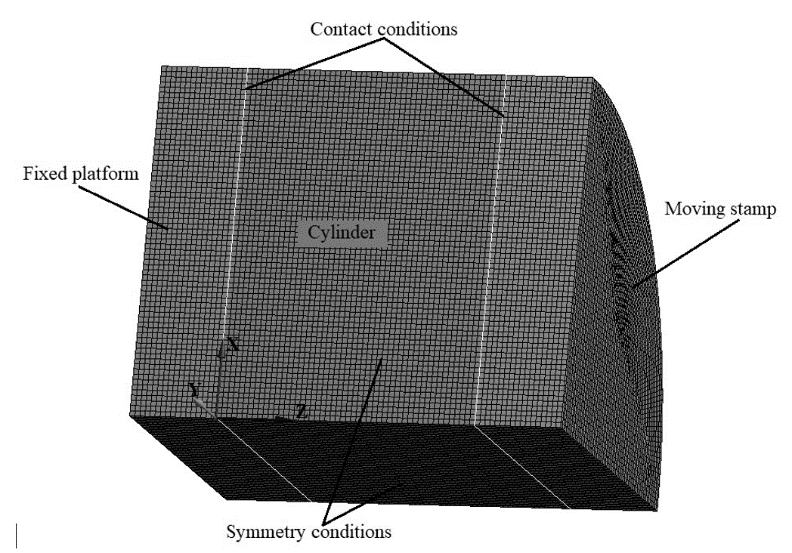 Contact conditions
Fixed platform
Moving stamp
Cylinder
X
Y
Z
Symmetry conditions